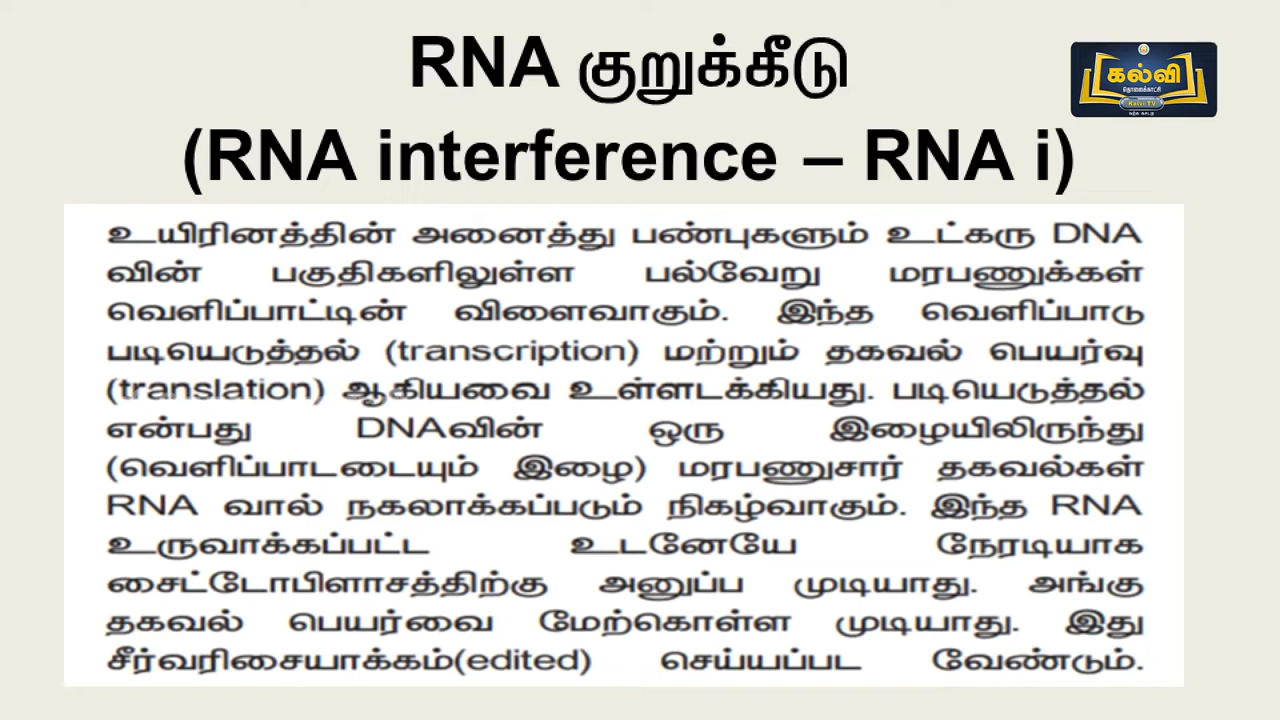 RNA குறுக்கீடு
(RNA interference – RNA i)
கல்வி
தொலைக்காட்சி
Kalvi TV
உயிரினத்தின் அனைத்து பண்புகளும் உட்கரு DNA
வின் பகுதிகளிலுள்ள பல்வேறு மரபணுக்கள்
வெளிப்பாட்டின் விளைவாகும். இந்த வெளிப்பாடு
படியெடுத்தல் (transcription) மற்றும் தகவல் பெயர்வு
(translation) ஆகியவை உள்ளடக்கியது. படியெடுத்தல்
என்பது DNAவின் ஒரு இழையிலிருந்து
(வெளிப்பாடடையும் இழை) மரபணுசார் தகவல்கள்
RNA வால் நகலாக்கப்படும் நிகழ்வாகும். இந்த RNA
உருவாக்கப்பட்ட உடனேயே நேரடியாக
சைட்டோபிளாசத்திற்கு அனுப்ப முடியாது. அங்கு
தகவல் பெயர்வை மேற்கொள்ள முடியாது. இது
சீர்வரிசையாக்கம்(edited) செய்யப்பட வேண்டும்.